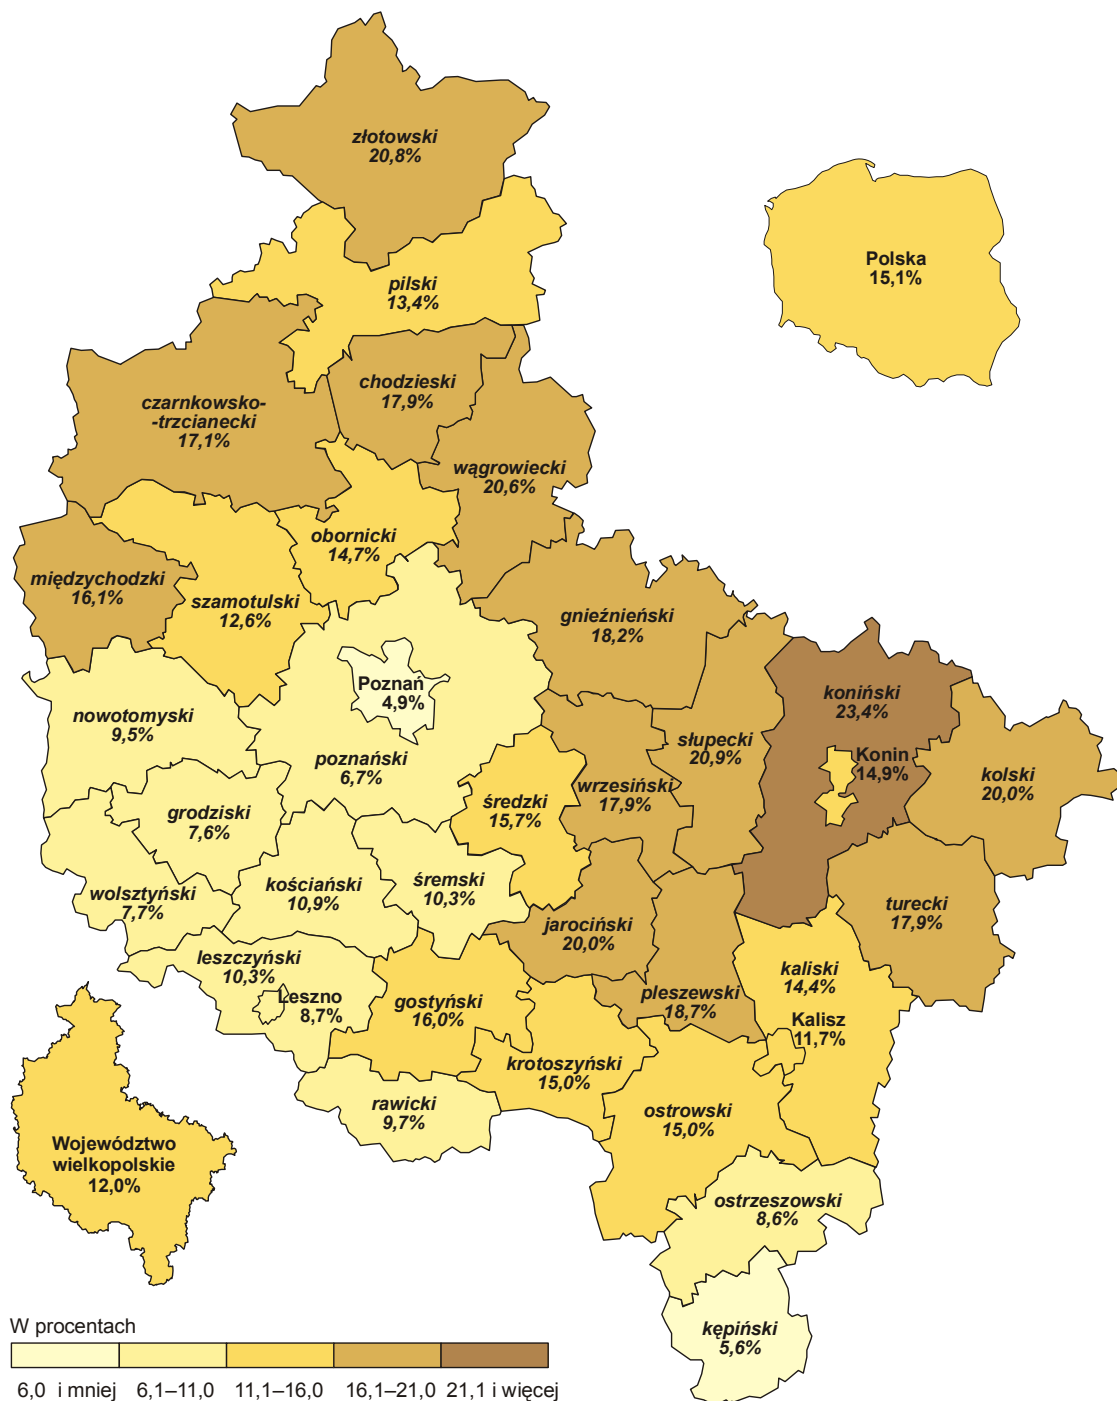 złotowski
20,8%
Polska
15,1%
pilski
13,4%
chodzieski
17,9%
czarnkowsko-
-trzcianecki
17,1%
wągrowiecki
20,6%
obornicki
14,7%
międzychodzki
16,1%
szamotulski
12,6%
gnieźnieński
18,2%
Poznań
4,9%
koniński
23,4%
nowotomyski
9,5%
poznański
6,7%
słupecki
20,9%
Konin
14,9%
kolski
20,0%
wrzesiński
17,9%
średzki
15,7%
grodziski
7,6%
wolsztyński
7,7%
kościański
10,9%
śremski
10,3%
turecki
17,9%
jarociński
20,0%
leszczyński
10,3%
kaliski
14,4%
Leszno
8,7%
gostyński
16,0%
pleszewski
18,7%
Kalisz
11,7%
krotoszyński
15,0%
rawicki
9,7%
ostrowski
15,0%
Województwo
wielkopolskie
12,0%
ostrzeszowski
8,6%
kępiński
5,6%
W procentach
6,0 i mniej 6,1–11,0 11,1–16,0 16,1–21,0 21,1 i więcej